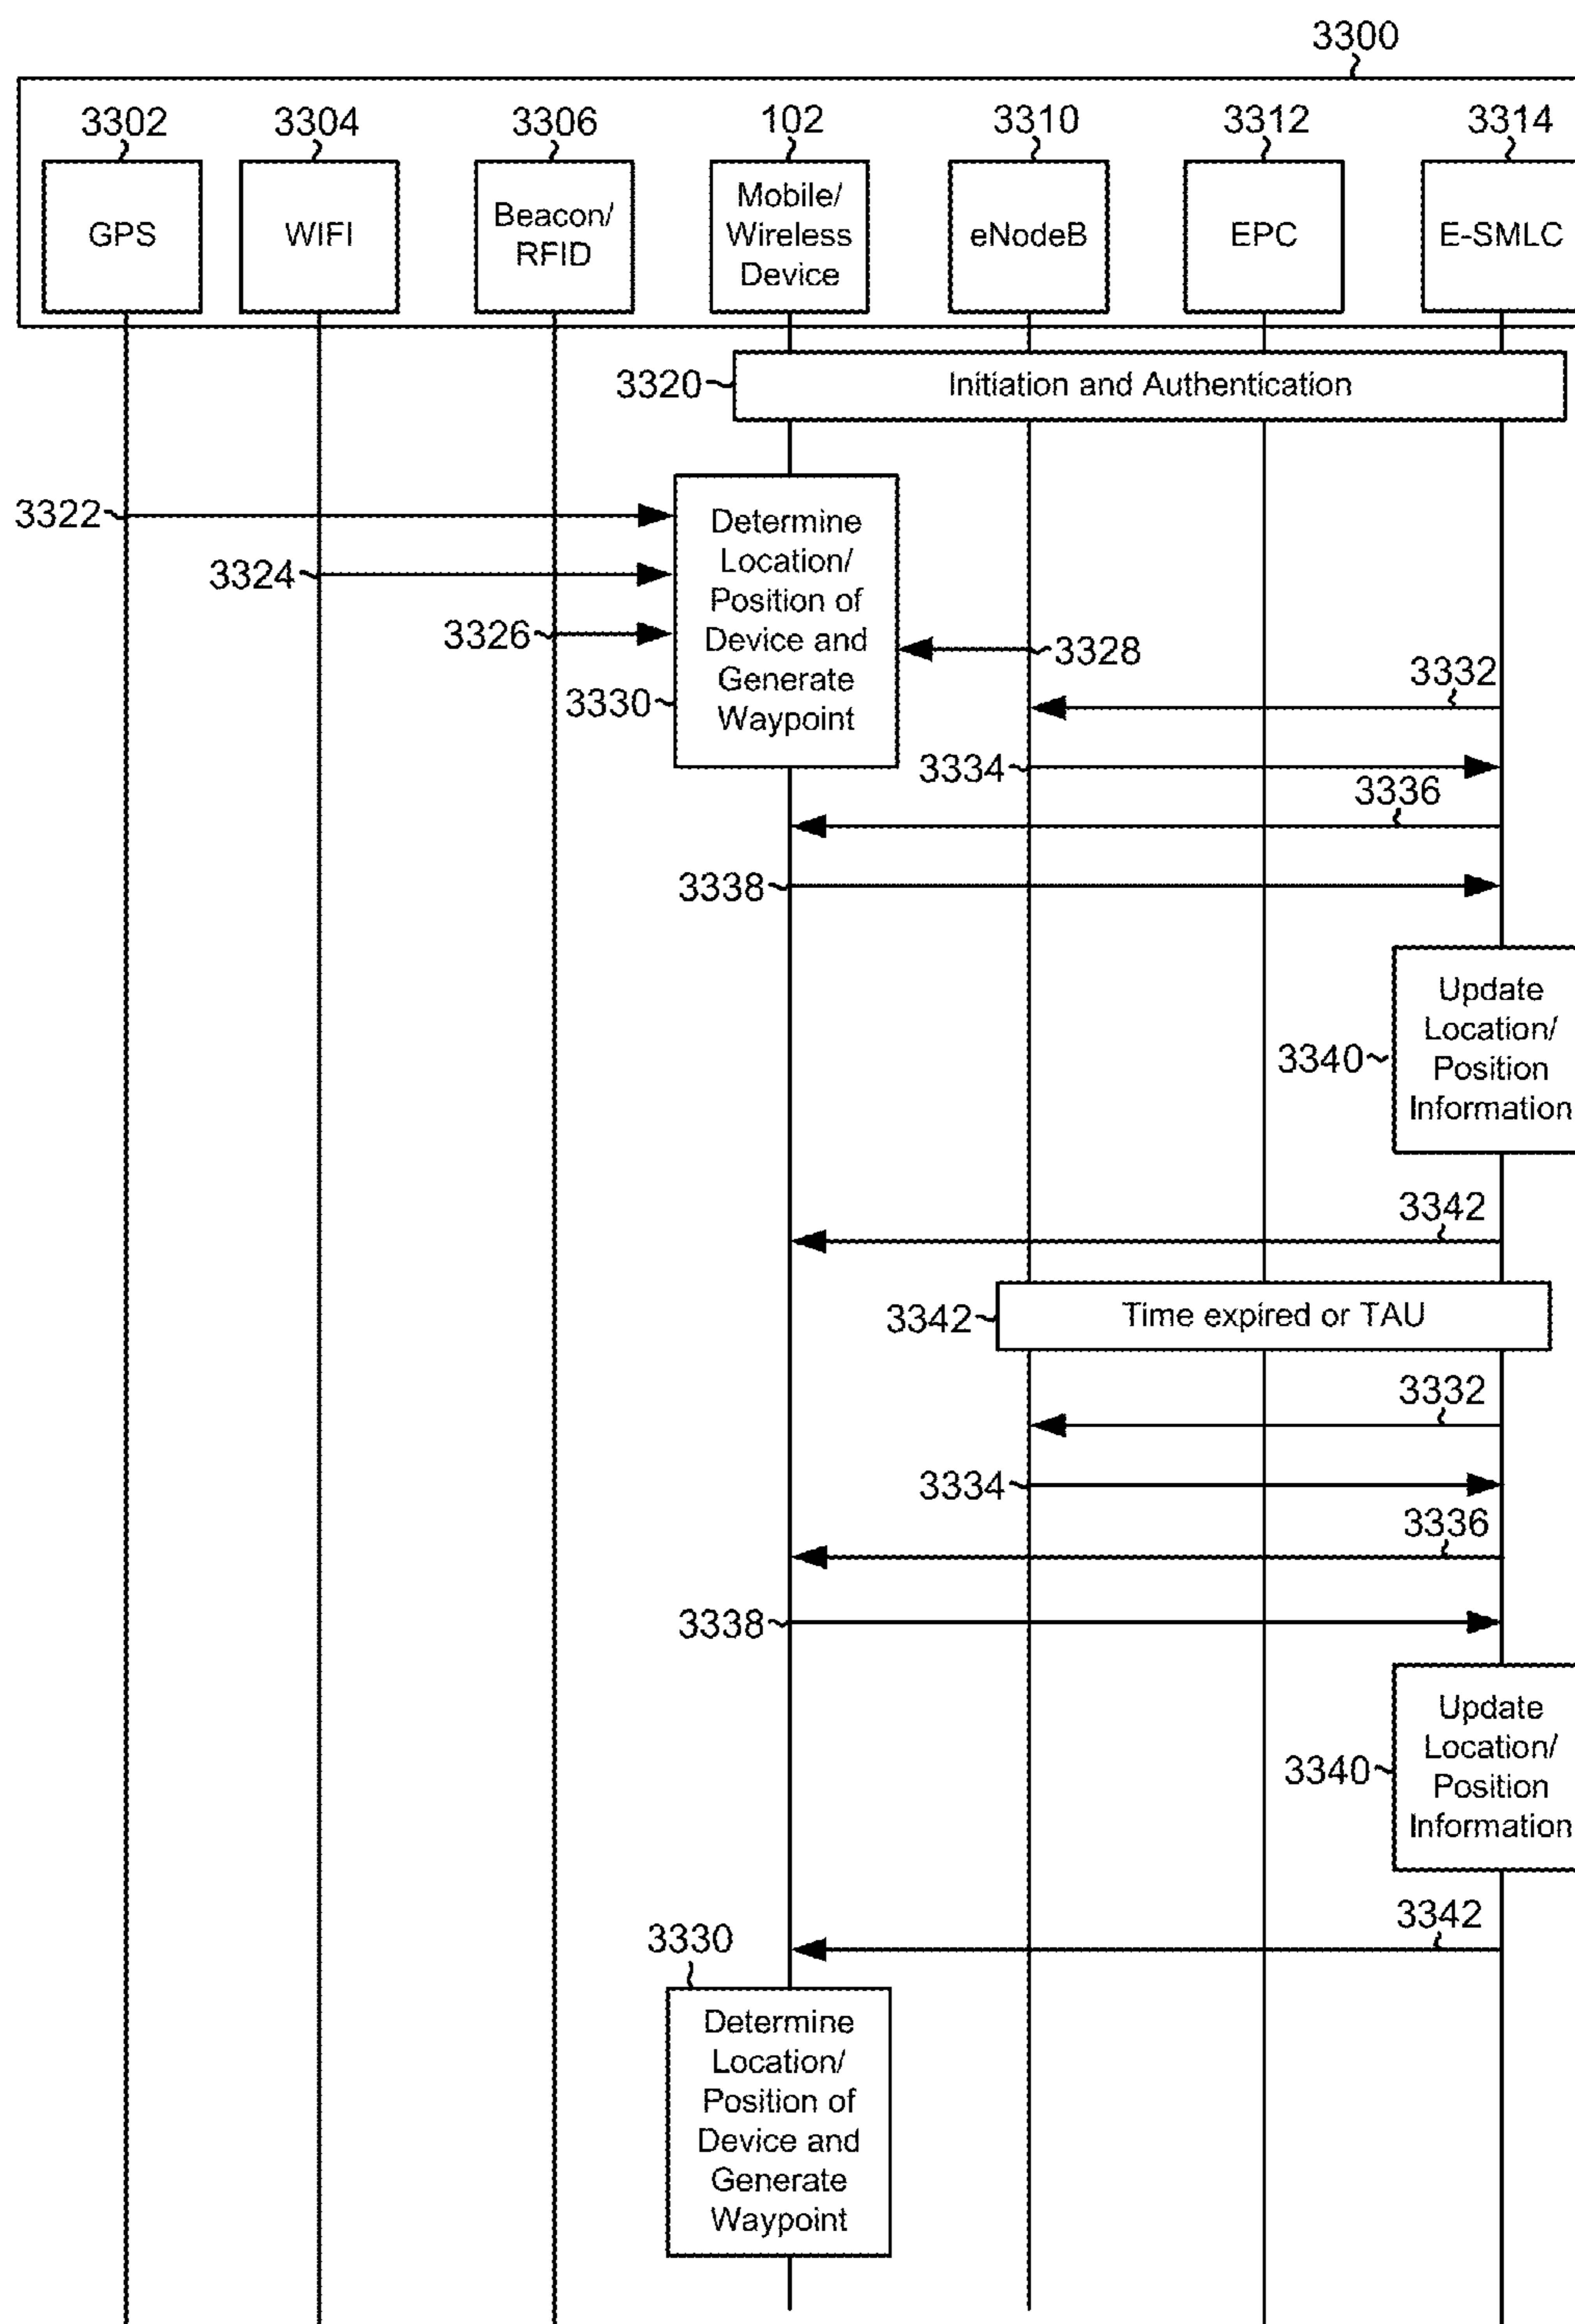 3300
3302 3304 3306 102 3310 3312 3314
GPS
WIFI
Beacon/
RFID
Mobile/
Wireless
Device
eNodeB
EPC
E-SMLC
3320
Initiation and Authentication
3322
3324
3326
3330
Determine
Location/
Position of
Device and
Generate
Waypoint
3328
3332
3334
3336
3338
3340
Update
Location/
Position
Information
3342
3342
Time expired or TAU
3332
3334
3336
3338
3340
Update
Location/
Position
Information
3342
3330
Determine
Location/
Position of
Device and
Generate
Waypoint